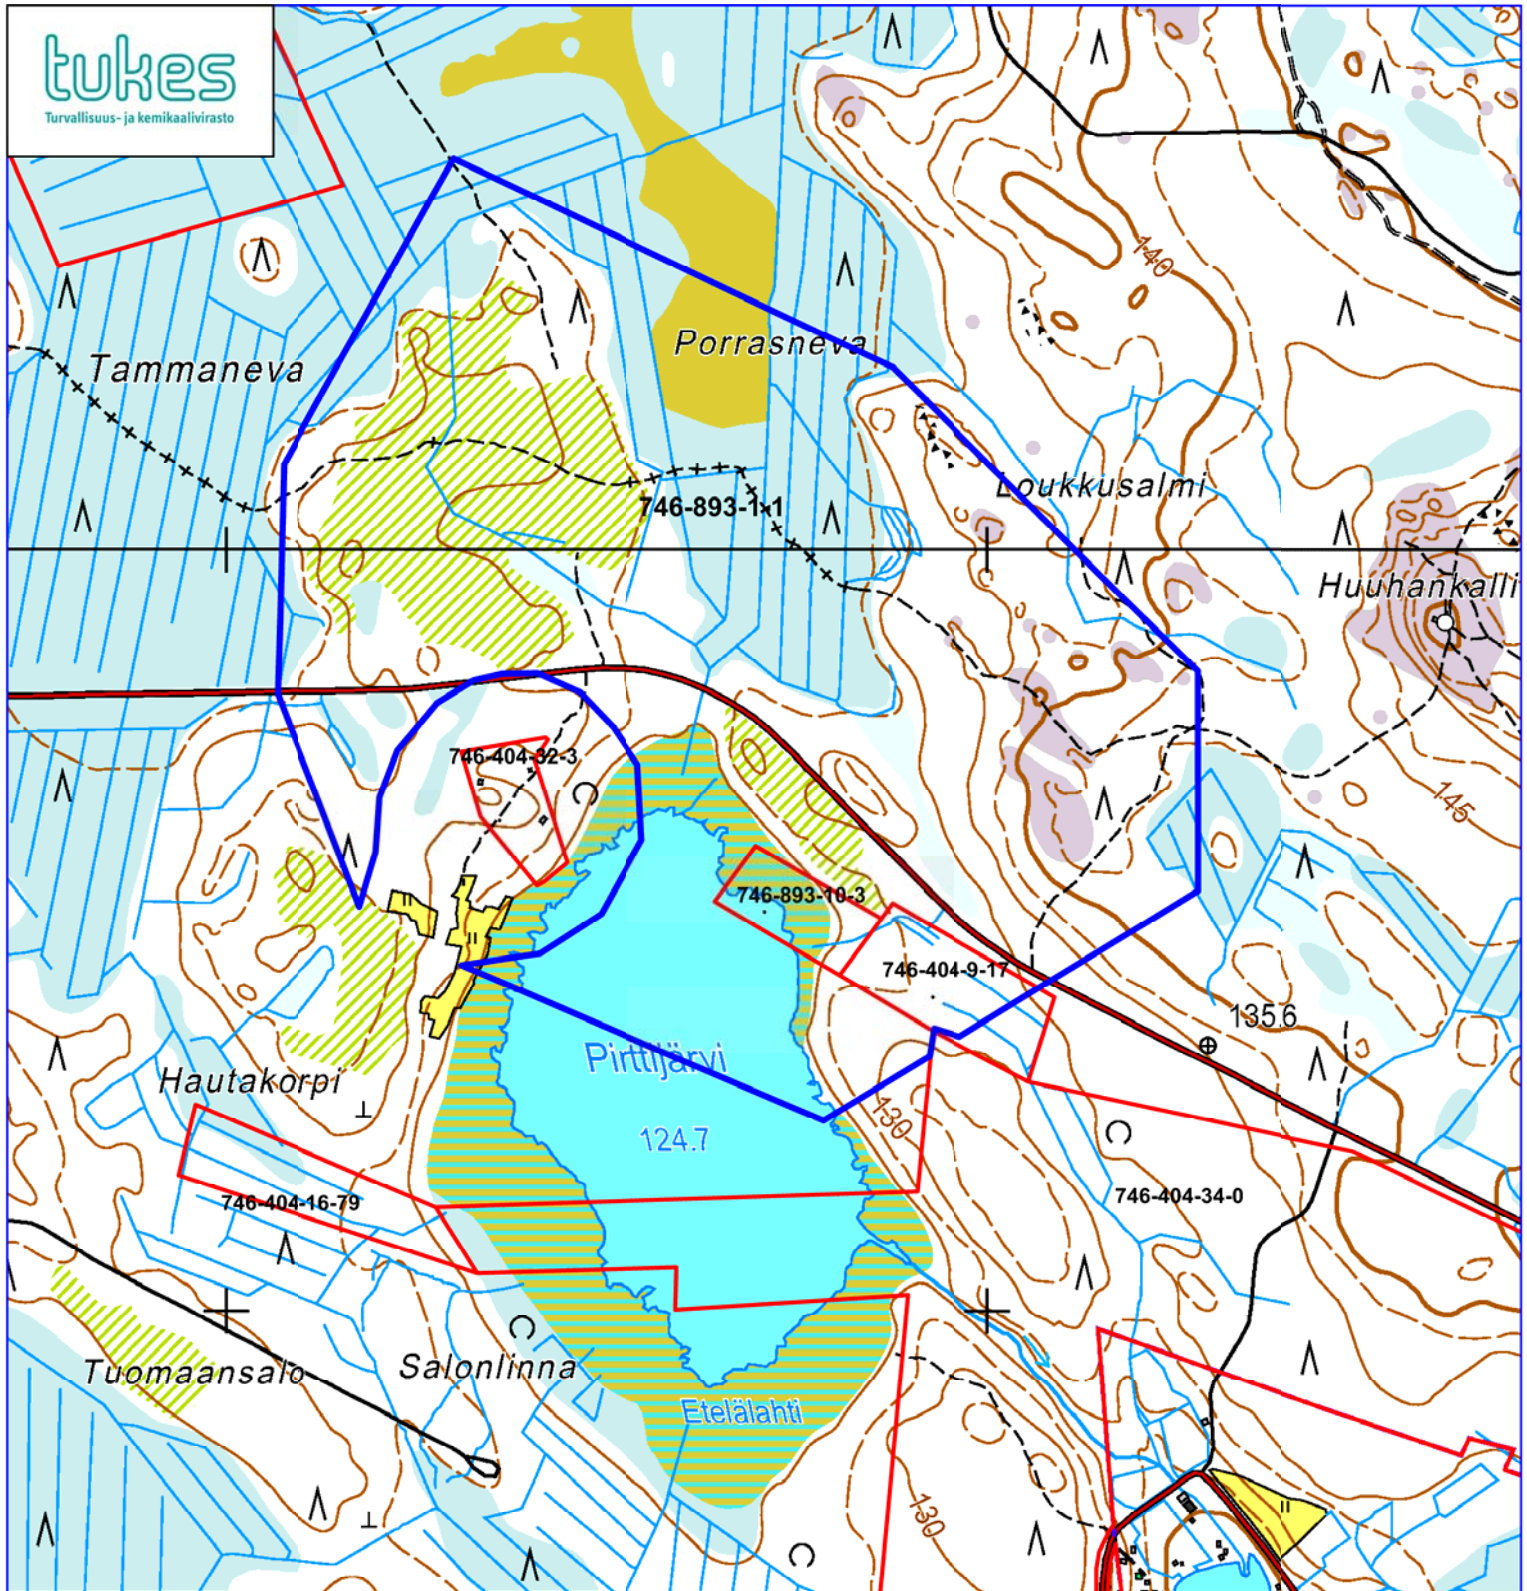 tukes
Turvallisuus- ja kemikaalivirasto
140
Porrasneva
Tammaneva
Loukkusalmi
746-893-1-1
Huuhankalli
746-404-32-3
145
746-893-10-3
746-404-9-17
135.6
Pirttijärvi
Hautakorpi
130
124.7
746-404-16-79
746-404-34-0
Tuomaansalo
Salonlinna
Etelälahti
130